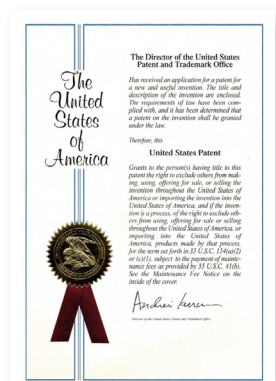 The
United
States
of
America
The Director of the United States
Patent and Trademark Office
Has received an application for a patent for
a new and useful invention. The title and
description of the invention are enclosed.
The requirements of law have been com-
plied with, and it has been determined that
a patent on the invention shall be granted
under the law.
Therefore, this
United States Patent
Grants to the person(s) having title to this
patent the right to exclude others from mak-
ing, using, offering for sale, or selling the
invention throughout the United States of
America or importing the invention into the
United States of America, and if the inven-
tion is a process, of the right to exclude oth-
ers from using, offering for sale or selling
throughout the United States of America, or
importing into the United States of
America, products made by that process,
for the term set forth in 35 U.S.C. 154(a)(2)
or (c)(1), subject to the payment of mainte-
nance fees as provided by 35 U.S.C. 41(b).
See the Maintenance Fee Notice on the
inside of the cover.
Director of the United States Patent and Trademark Office